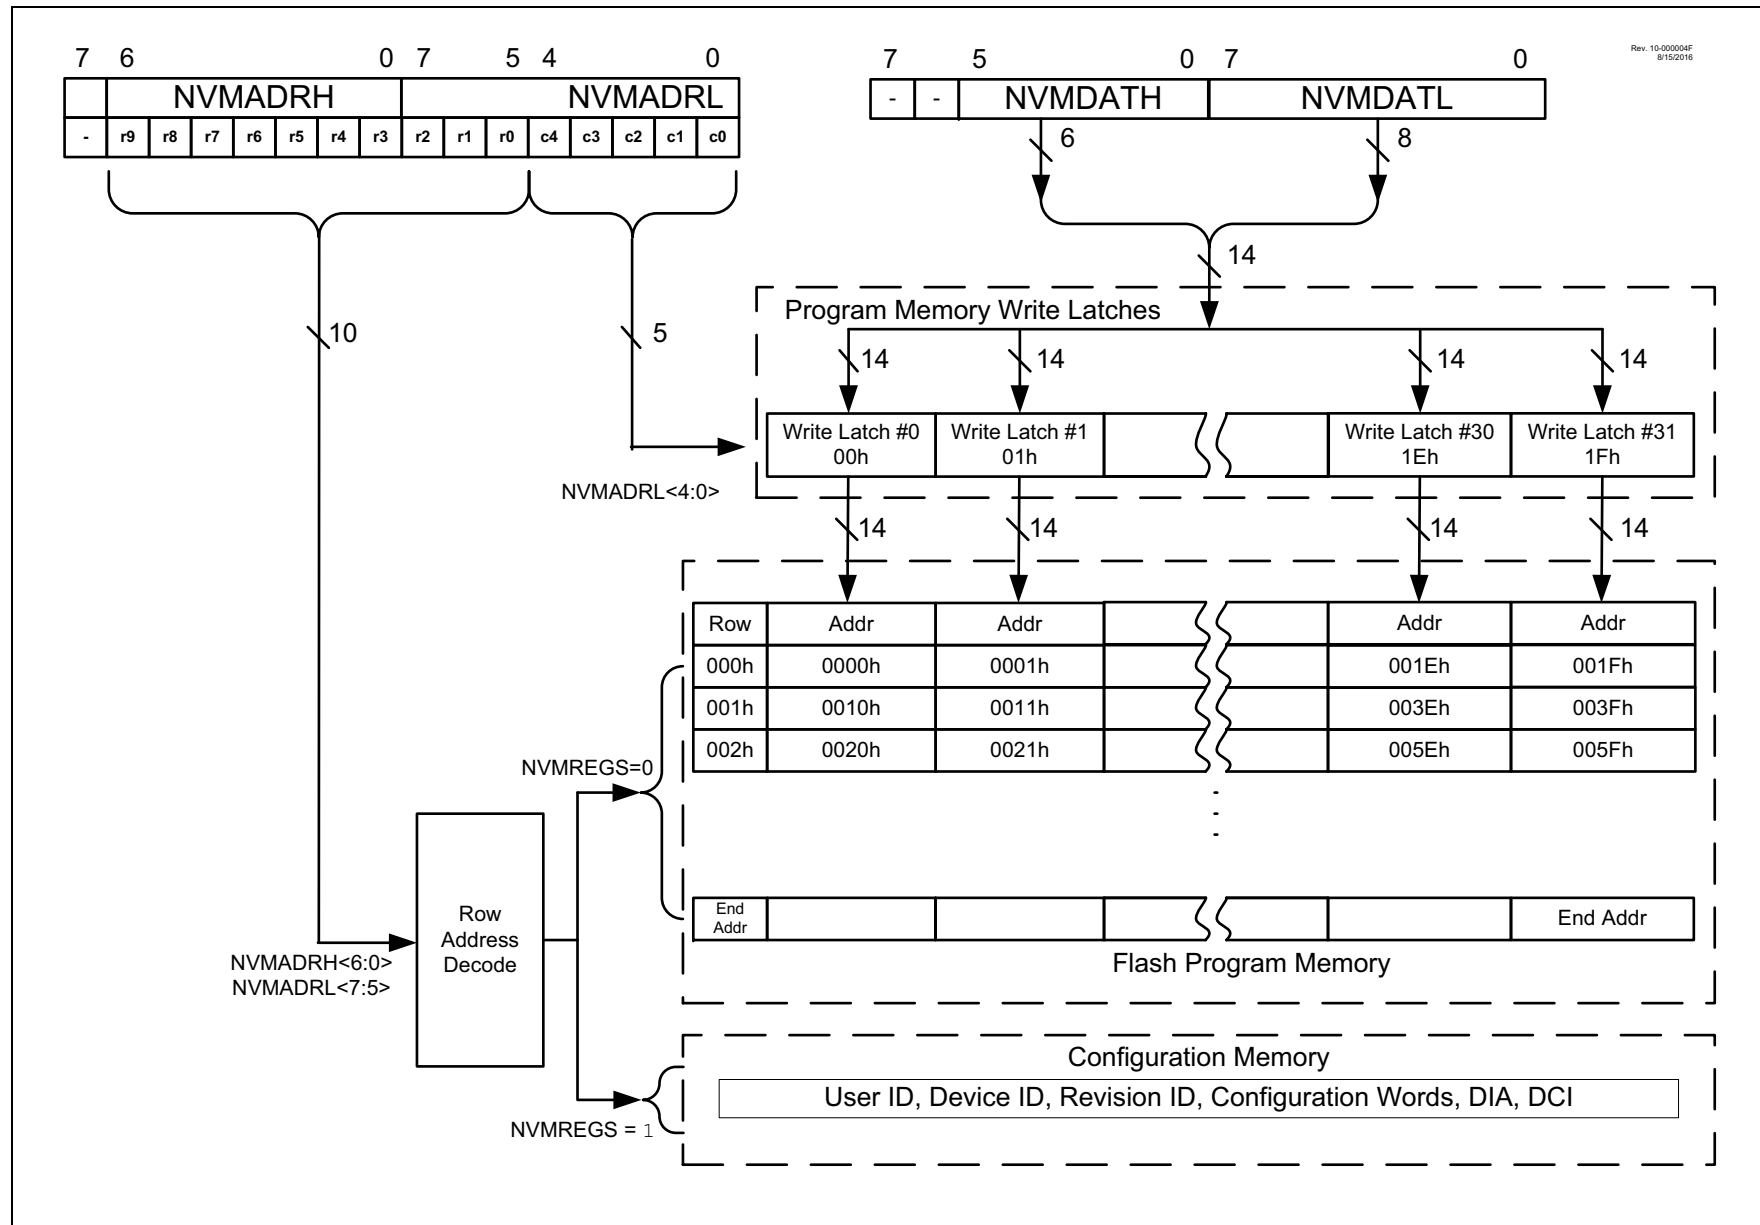 7 6 0 7 5 4 0
7 5 0 7 0
Rev. 10-000004F
8/15/2016
NVMADRH NVMADRL
- - NVMDATH NVMDATL
- r9 r8 r7 r6 r5 r4 r3 r2 r1 r0 c4 c3 c2 c1 c0
6 8
14
Program Memory Write Latches
10 5
14 14 14 14
Write Latch #0 Write Latch #1 Write Latch #30 Write Latch #31
00h 01h 1Eh 1Fh
NVMADRL<4:0>
14 14 14 14
Row Addr Addr Addr Addr
000h 0000h 0001h 001Eh 001Fh
001h 0010h 0011h 003Eh 003Fh
002h 0020h 0021h 005Eh 005Fh
NVMREGS=0
End
Addr
End Addr
Row
Address
Decode
NVMADRH<6:0>
NVMADRL<7:5>
Flash Program Memory
Configuration Memory
User ID, Device ID, Revision ID, Configuration Words, DIA, DCI
NVMREGS = 1